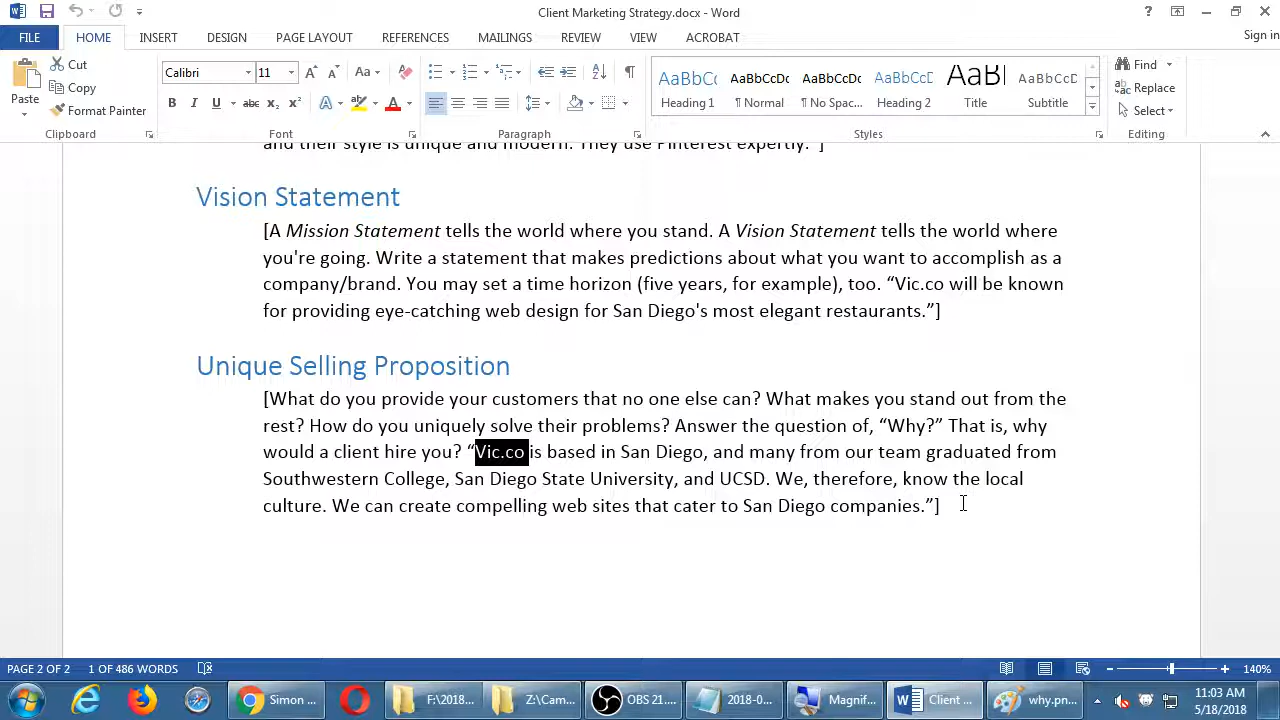 Client Marketing Strategy.docx - Word
FILE HOME INSERT DESIGN PAGE LAYOUT REFERENCES MAILINGS REVIEW VIEW ACROBAT Sign in
Cut
Copy
Format Painter
Paste
Clipboard
Calibri 11
Font
Paragraph
AaBbCc AaBbCcDc AaBbCcDc AaBbCcD AaB AaBbCcD
Heading 1 ¶ Normal ¶ No Spac... Heading 2 Title Subtitle
Styles
Find
Replace
Select
Editing
and their style is unique and modern. They use Pinterest expertly."]
Vision Statement
[A Mission Statement tells the world where you stand. A Vision Statement tells the world where
you're going. Write a statement that makes predictions about what you want to accomplish as a
company/brand. You may set a time horizon (five years, for example), too. “Vic.co will be known
for providing eye-catching web design for San Diego's most elegant restaurants.”]
Unique Selling Proposition
[What do you provide your customers that no one else can? What makes you stand out from the
rest? How do you uniquely solve their problems? Answer the question of, “Why?” That is, why
would a client hire you? “Vic.co is based in San Diego, and many from our team graduated from
Southwestern College, San Diego State University, and UCSD. We, therefore, know the local
culture. We can create compelling web sites that cater to San Diego companies.”]
PAGE 2 OF 2 1 OF 486 WORDS 140%
Simon ... F:\2018... Z:\Cam... OBS 21.... 2018-0... Magnif... Client ... why.pn...
11:03 AM
5/18/2018